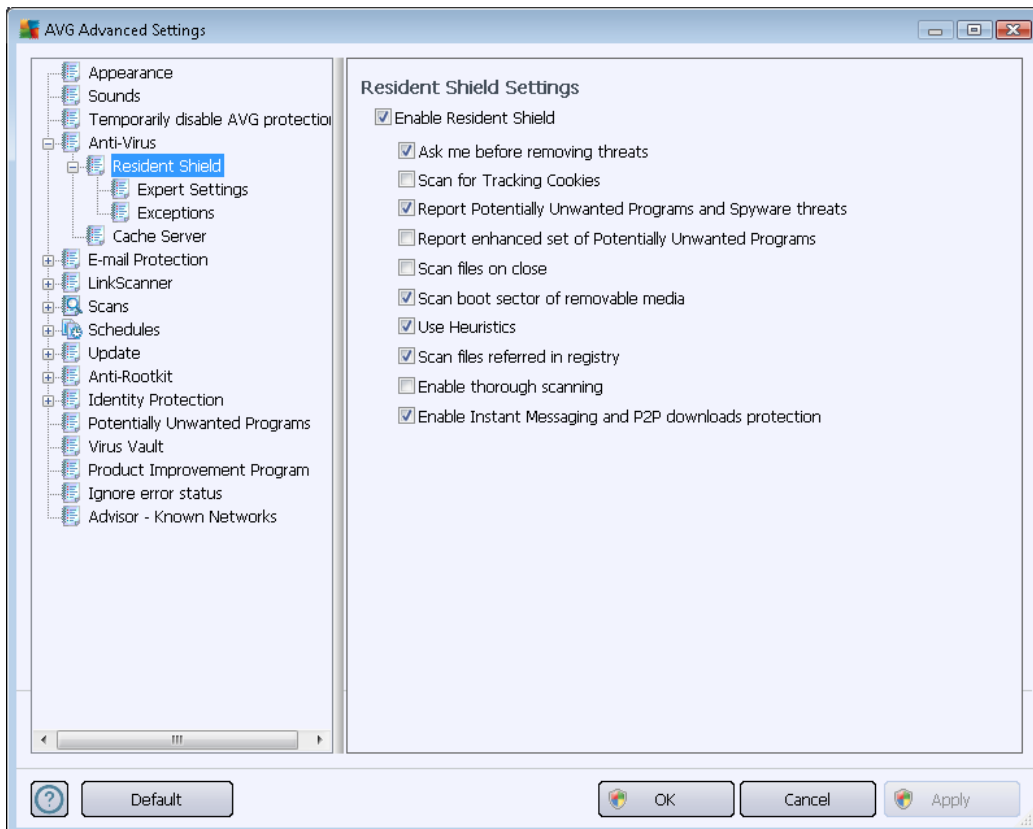 AVG Advanced Settings
Appearance
Sounds
Temporarily disable AVG protection
Anti-Virus
Resident Shield
Expert Settings
Exceptions
Cache Server
E-mail Protection
LinkScanner
Scans
Schedules
Update
Anti-Rootkit
Identity Protection
Potentially Unwanted Programs
Virus Vault
Product Improvement Program
Ignore error status
Advisor - Known Networks
Resident Shield Settings
Enable Resident Shield
Ask me before removing threats
Scan for Tracking Cookies
Report Potentially Unwanted Programs and Spyware threats
Report enhanced set of Potentially Unwanted Programs
Scan files on close
Scan boot sector of removable media
Use Heuristics
Scan files referred in registry
Enable thorough scanning
Enable Instant Messaging and P2P downloads protection
?
Default
OK
Cancel
Apply